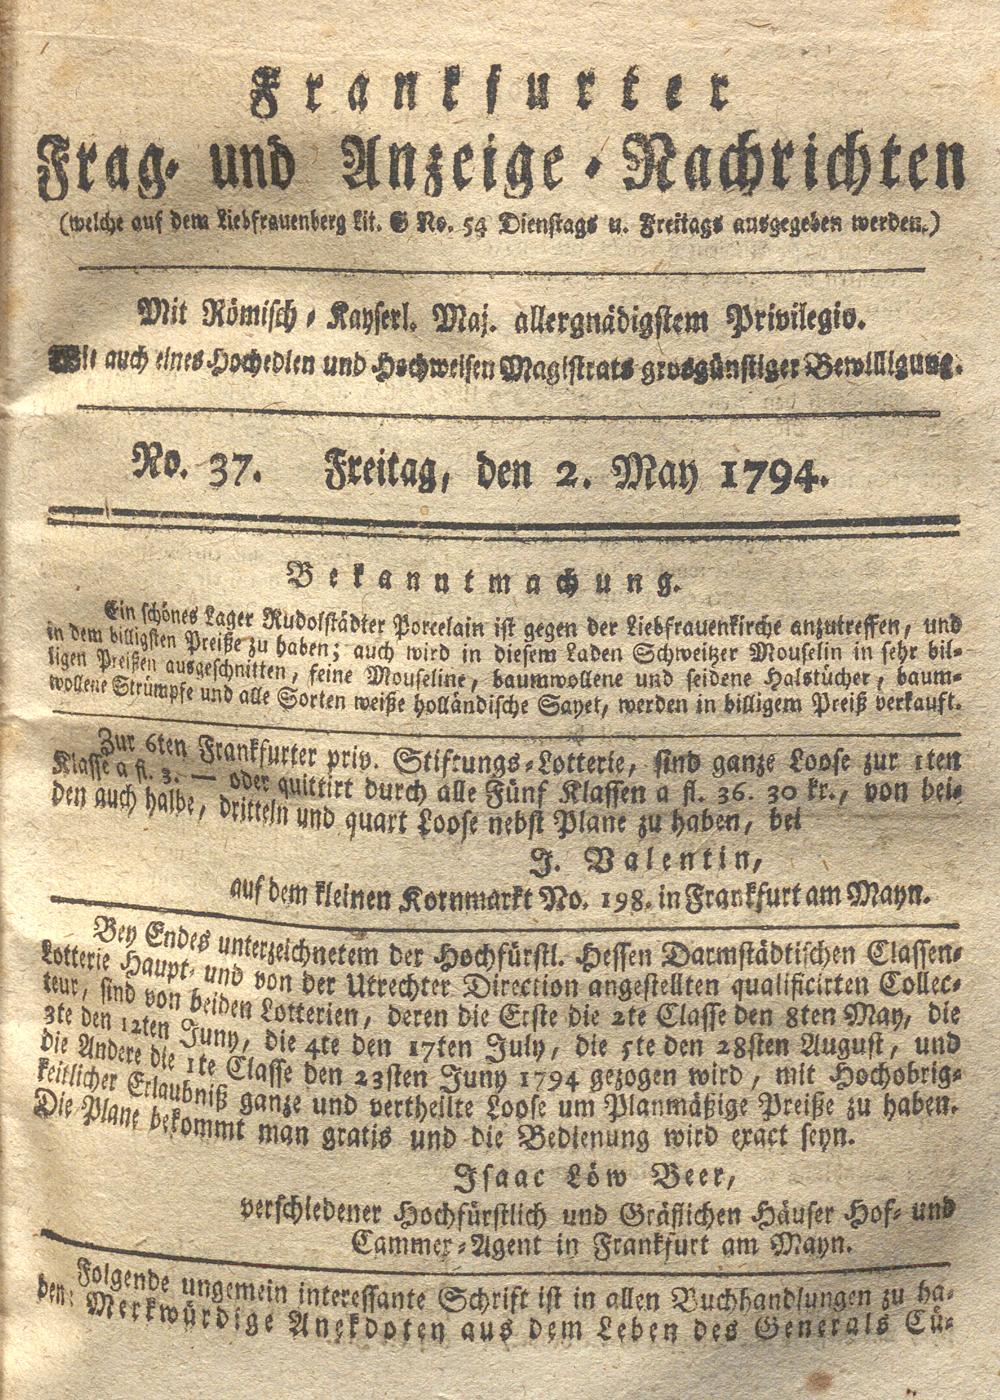 Frankfurter
Frag- und Anzeige-Nachrichten
(welche auf dem Liebfrauenberg Lit. G No. 54 Dienstags u. Freitags ausgegeben werden.)
Mit Römisch-Kayserl. Maj. allergnädigstem Privilegio.
Wie auch eines Hochedlen und Hochweisen Magistrats grosgünstiger Bewilligung.
No. 37. Freitag, den 2. May 1794.
Bekanntmachung.
Ein schönes Lager Rudolstädter Porcelain ist gegen der Liebfrauenkirche anzutreffen, und
in dem billigsten Preiße zu haben; auch wird in diesem Laden Schweitzer Mouselin in sehr bil-
ligen Preißen ausgeschnitten, feine Mouseline, baumwollene und seidene Halstücher, baum-
wollene Strümpfe und alle Sorten weiße holländische Sayet, werden in billigem Preiß verkauft.
Zur 6ten Frankfurter priv. Stiftungs-Lotterie, sind ganze Loose zur 1ten
Klasse a fl. 3. — oder quittirt durch alle Fünf Klassen a fl. 36. 30 kr., von bei-
den auch halbe, dritteln und quart Loose nebst Plane zu haben, bei
J. Valentin,
auf dem kleinen Kornmarkt No. 198. in Frankfurt am Mayn.
Bey Endes unterzeichnetem der Hochfürstl. Hessen Darmstädtischen Classen-
Lotterie Haupt- und von der Utrechter Direction angestellten qualificirten Collec-
teur, sind von beiden Lotterien, deren die Erste die 2te Classe den 8ten May, die
3te den 12ten Juny, die 4te den 17ten July, die 5te den 28sten August, und
die Andere die 1te Classe den 23sten Juny 1794 gezogen wird, mit Hochobrig-
keitlicher Erlaubniß ganze und vertheilte Loose um Planmäßige Preiße zu haben.
Die Plane bekommt man gratis und die Bedienung wird exact seyn.
Isaac Löw Beer,
verschiedener Hochfürstlich und Gräflichen Häuser Hof- und
Cammer-Agent in Frankfurt am Mayn.
Folgende ungemein interessante Schrift ist in allen Buchhandlungen zu ha-
ben: Merkwürdige Anekdoten aus dem Leben des Generals Cü-